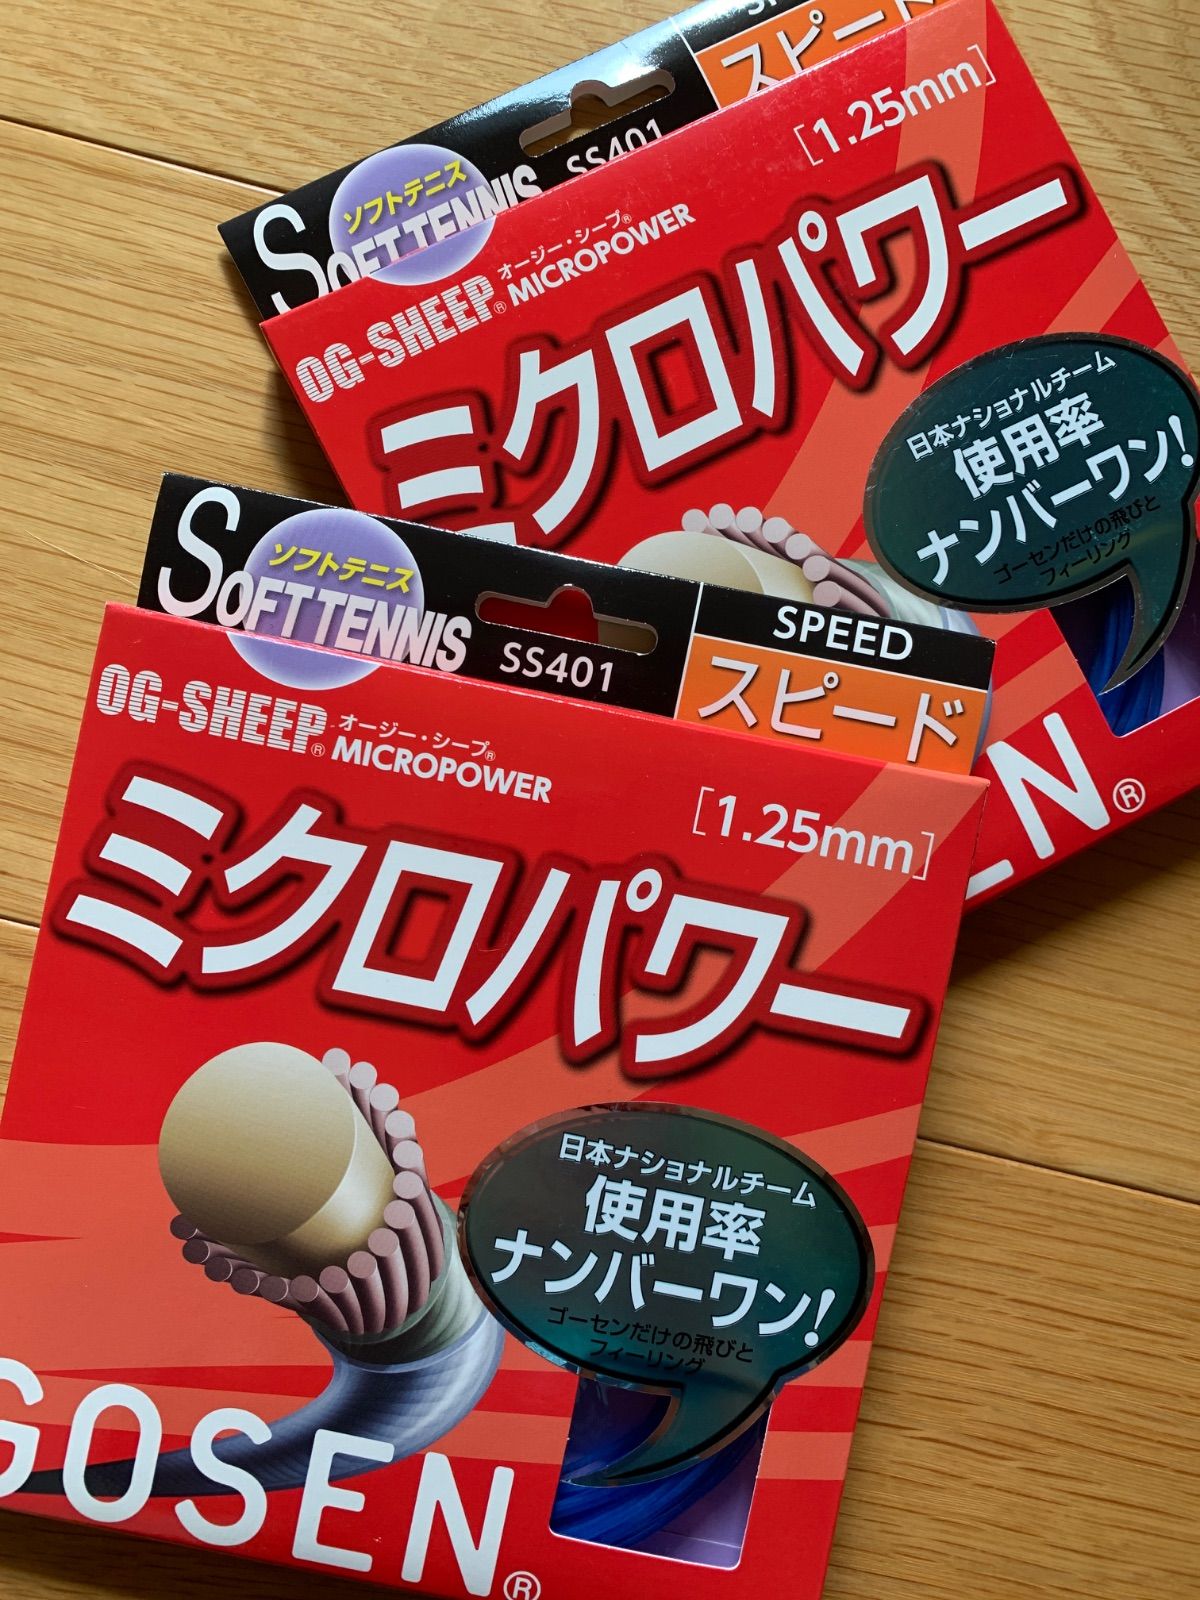 スピード
[1.25mm]
SS401
ソフトテニス
SOFT TENNIS
オージー・シープ®
OG-SHEEP® MICROPOWER
ミクロパワー
日本ナショナルチーム
使用率
ナンバーワン!
ゴーセンだけの飛びと
フィーリング
EN®
ソフトテニス
SOFT TENNIS
SS401
SPEED
スピード
オージー・シープ®
OG-SHEEP® MICROPOWER
[1.25mm]
ミクロパワー
日本ナショナルチーム
使用率
ナンバーワン!
ゴーセンだけの飛びと
フィーリング
GOSEN®